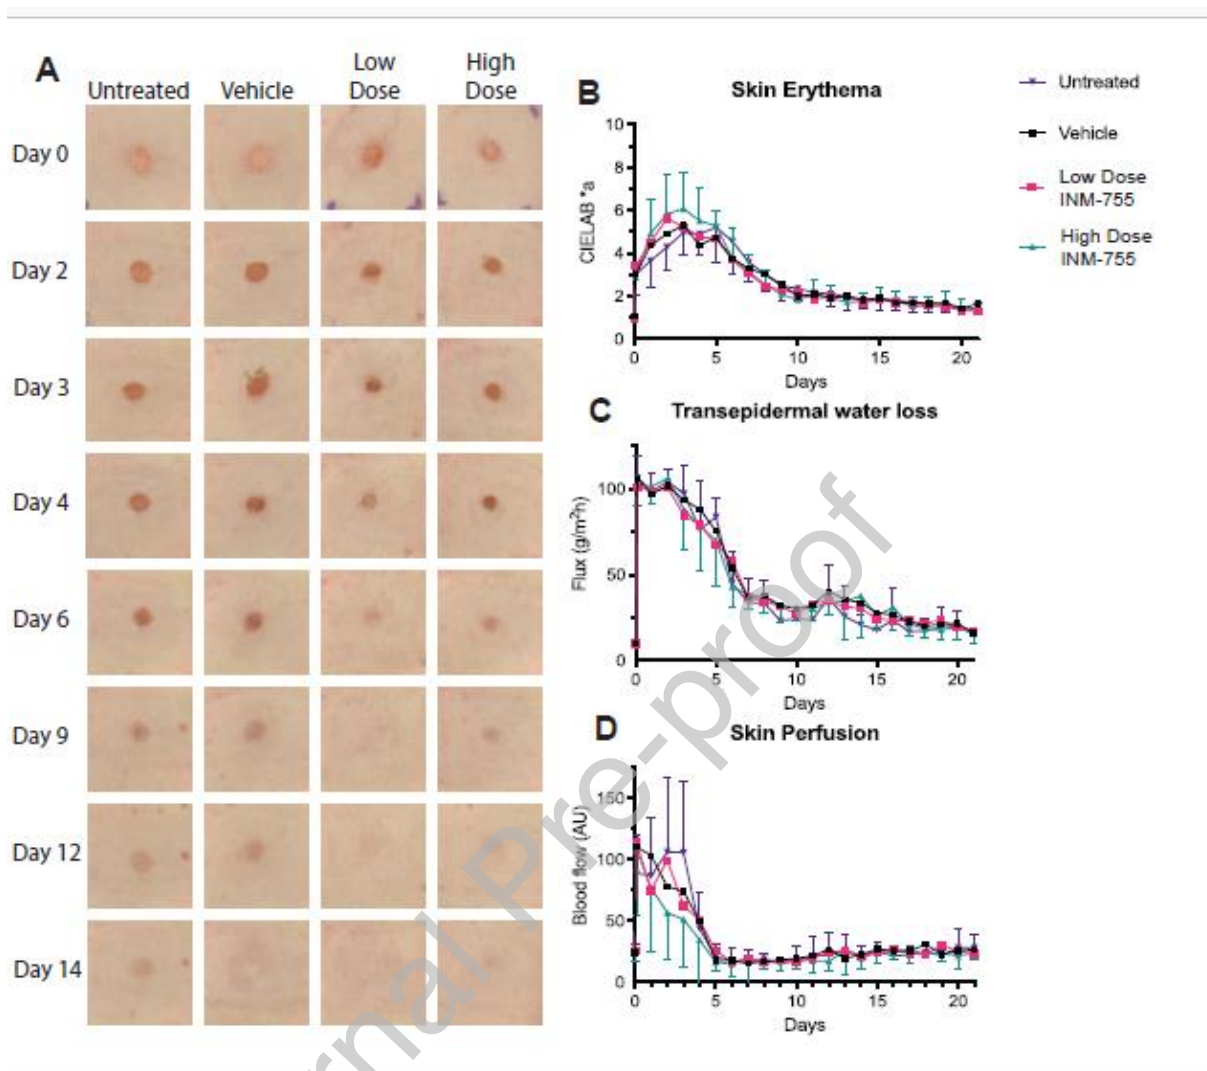 A
Untreated
Vehicle
Low
Dose
High
Dose
Day 0
Day 2
Day 3
Day 4
Day 6
Day 9
Day 12
Day 14
B
Skin Erythema
10
8
6
4
2
0
CIELAB *a
0 5 10 15 20
Days
Untreated
Vehicle
Low Dose
INM-755
High Dose
INM-755
C
Transepidermal water loss
100
50
0
Flux (g/m²h)
0 5 10 15 20
Days
D
Skin Perfusion
150
100
50
0
Blood flow (AU)
0 5 10 15 20
Days
rnal Pre-proof